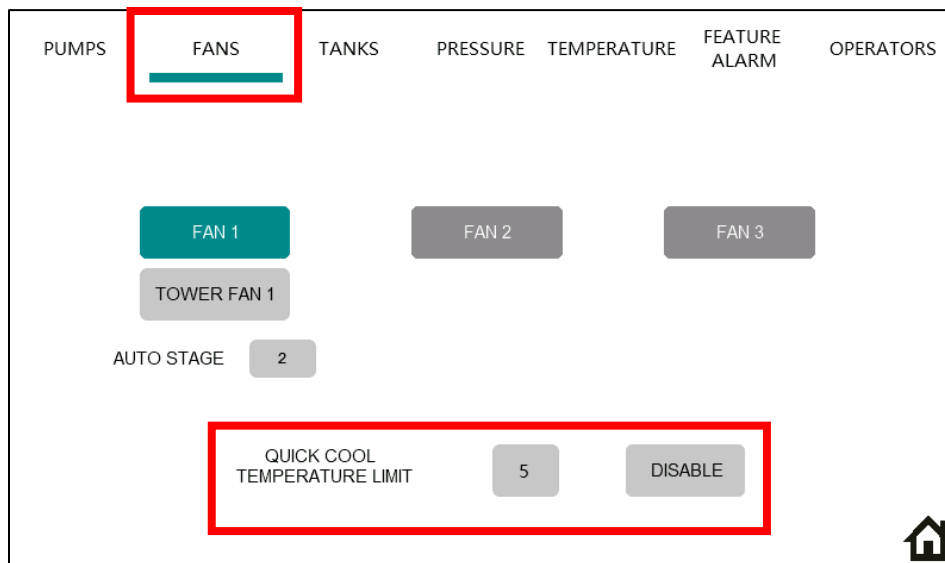 PUMPS FANS TANKS PRESSURE TEMPERATURE FEATURE ALARM OPERATORS
FAN 1 FAN 2 FAN 3
TOWER FAN 1
AUTO STAGE 2
QUICK COOL
TEMPERATURE LIMIT 5 DISABLE